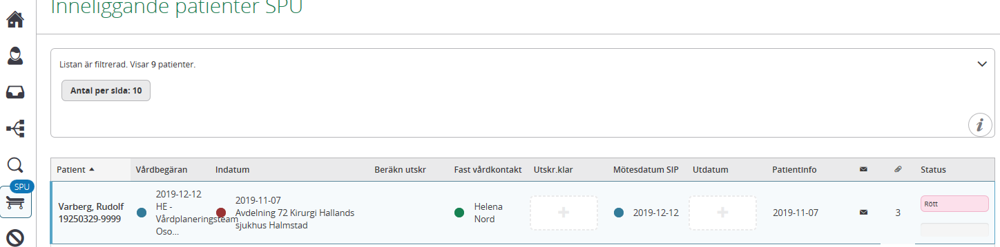 Inneliggande patienter SPU
Listan är filtrerad. Visar 9 patienter.
Antal per sida: 10
i
SPU
Patient Vårdbegäran Indatum Beräkn utskr Fast vårdkontakt Utskr.klar Mötesdatum SIP Utdatum PatientInfo Status
Varberg, Rudolf
19250329-9999
2019-12-12
HE -
Vårdplaneringsteam
Oso...
2019-11-07
Avdelning 72 Kirurgi Hallands
sjukhus Halmstad
Helena
Nord
2019-12-12
2019-11-07
3
Rött